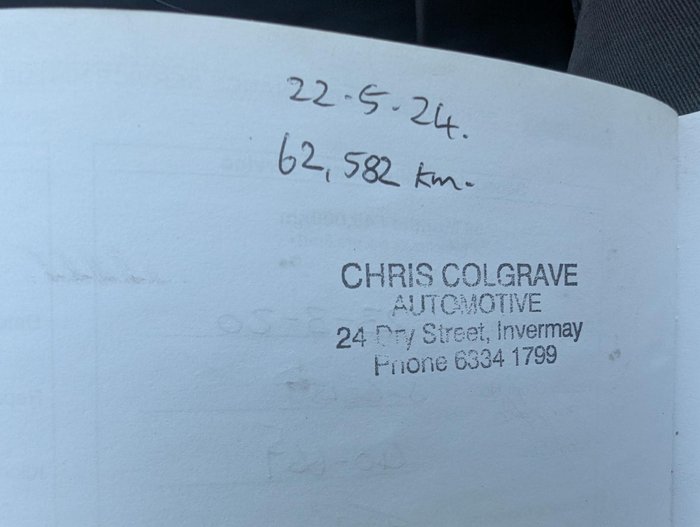 22.5.24.
62,582 km.
CHRIS COLGRAVE
AUTOMOTIVE
24 Dry Street, Invermay
Phone 6334 1799